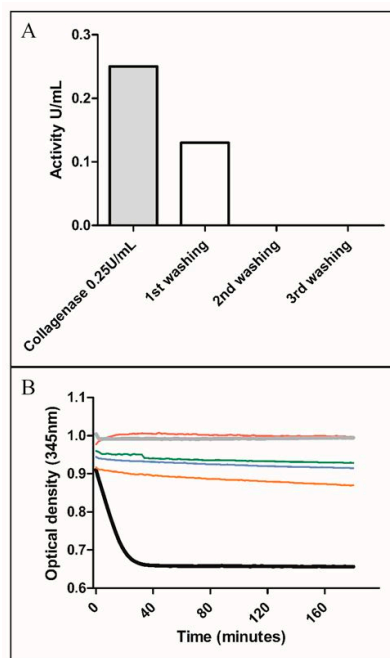 A
Activity U/mL
0.3
0.2
0.1
0.0
Collagenase 0.25U/mL
1st washing
2nd washing
3rd washing
B
Optical density (345nm)
1.1
1.0
0.9
0.8
0.7
0.6
0
40
80
120
160
Time (minutes)